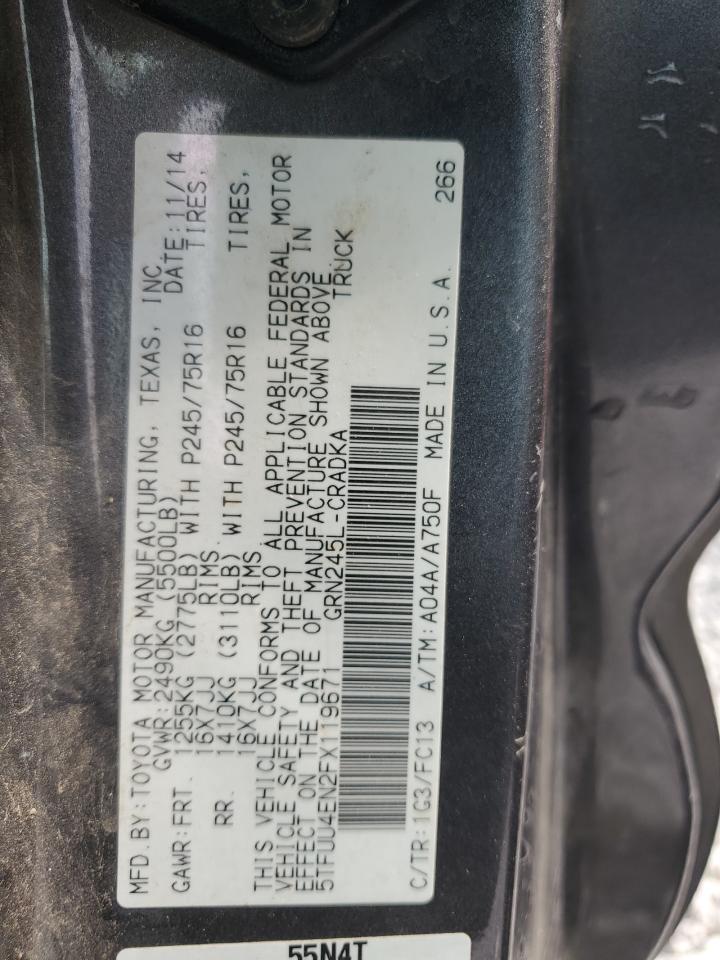 MFD.BY:TOYOTA MOTOR MANUFACTURING, TEXAS, INC.
GVWR:2490KG (5500LB) DATE:11/14
GAWR:FRT. 1255KG (2775LB) WITH P245/75R16 TIRES,
16X7JJ RIMS
RR. 1410KG (3110LB) WITH P245/75R16 TIRES,
16X7JJ RIMS
THIS VEHICLE CONFORMS TO ALL APPLICABLE FEDERAL MOTOR
VEHICLE SAFETY AND THEFT PREVENTION STANDARDS IN
EFFECT ON THE DATE OF MANUFACTURE SHOWN ABOVE.
5TFUU4EN2FX119671 GRN245L-CRADKA TRUCK
C/TR:1G3/FC13 A/TM:A04A/A750F MADE IN U.S.A. 266
55N4T